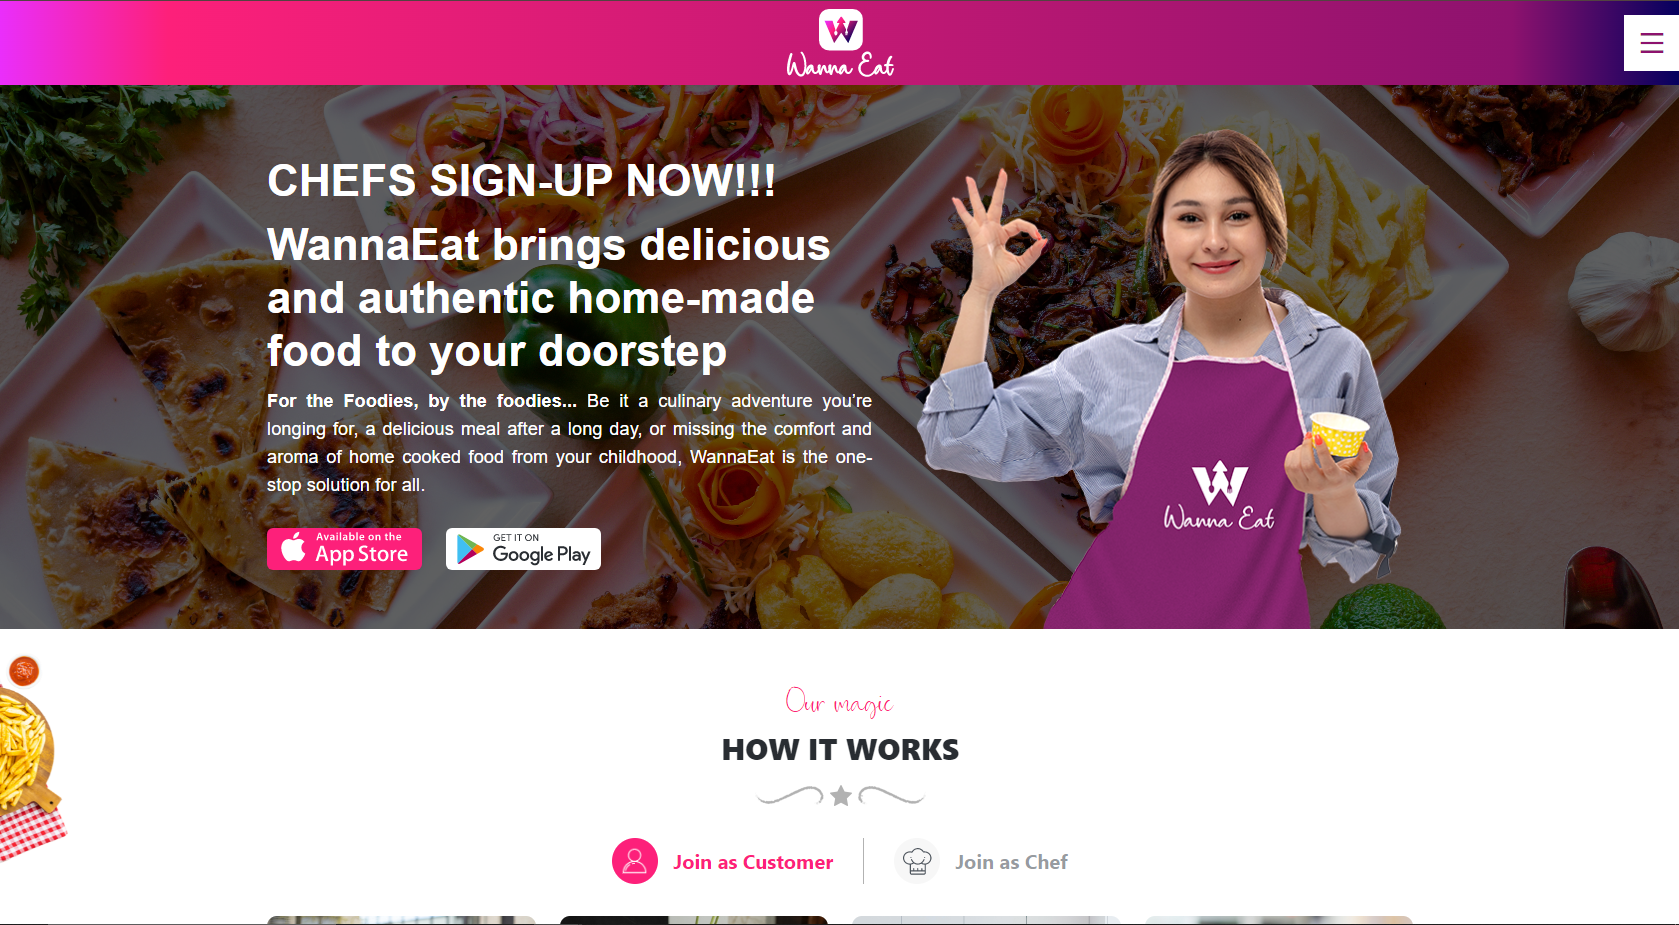 W
Wanna Eat
CHEFS SIGN-UP NOW!!!
WannaEat brings delicious
and authentic home-made
food to your doorstep
For the Foodies, by the foodies... Be it a culinary adventure you’re
longing for, a delicious meal after a long day, or missing the comfort and
aroma of home cooked food from your childhood, WannaEat is the one-
stop solution for all.
Available on the
App Store
GET IT ON
Google Play
W
Wanna Eat
Our magic
HOW IT WORKS
Join as Customer
Join as Chef